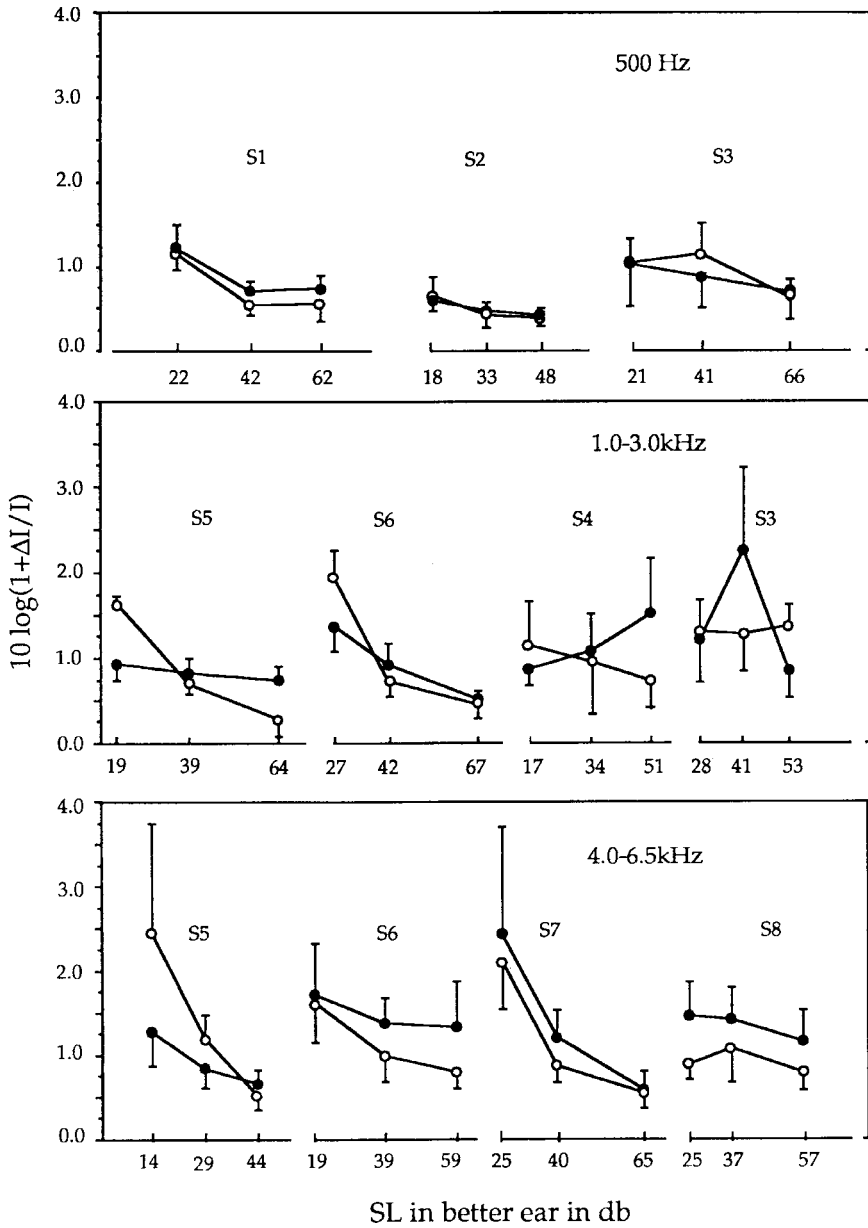 4.0
500 Hz
3.0
S1 S2 S3
2.0
1.0
0.0
22 42 62 18 33 48 21 41 66
4.0
1.0-3.0kHz
3.0
S5 S6 S4 S3
2.0
1.0
0.0
19 39 64 27 42 67 17 34 51 28 41 53
10 log(1+ΔI/I)
4.0
4.0-6.5kHz
3.0
S5 S6 S7 S8
2.0
1.0
0.0
14 29 44 19 39 59 25 40 65 25 37 57
SL in better ear in db